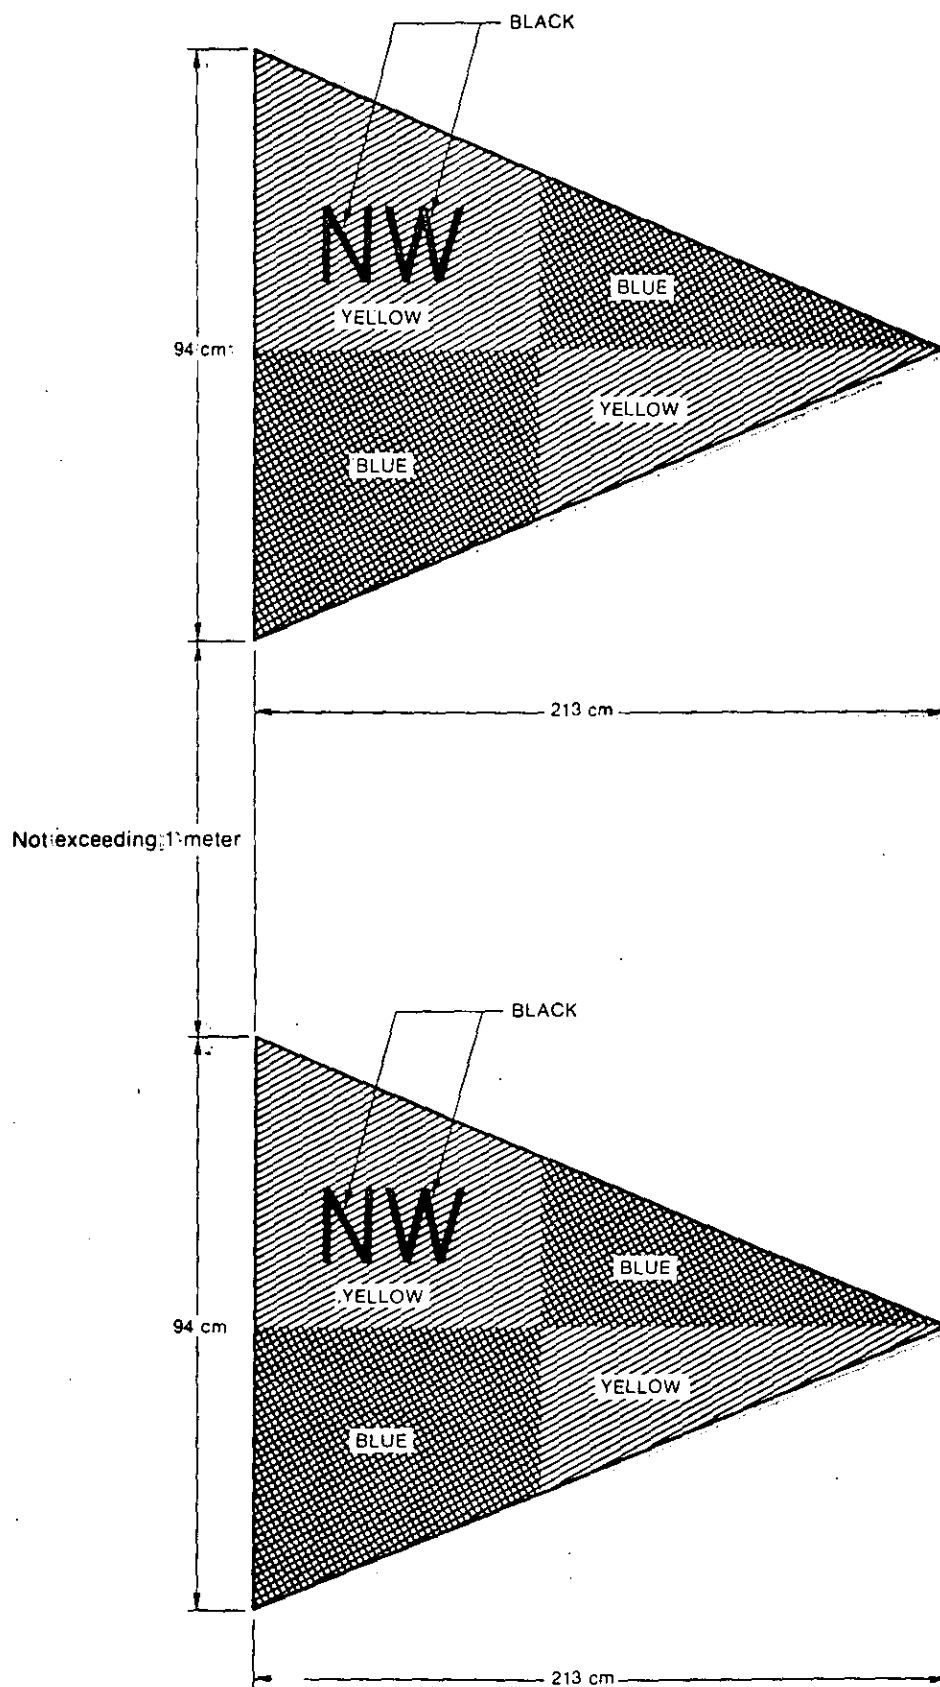 BLACK
NW
BLUE
YELLOW
94 cm
YELLOW
BLUE
213 cm
Not exceeding 1 meter
BLACK
NW
BLUE
YELLOW
94 cm
YELLOW
BLUE
213 cm